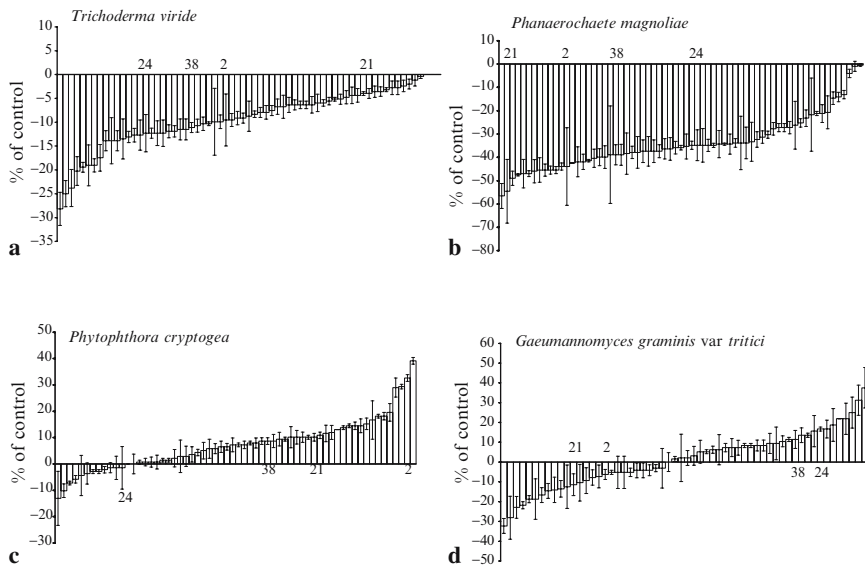 Trichoderma viride
10
5
0
−5
−10
−15
−20
−25
−30
−35
% of control
24 38 2 21
a
Phanaerochaete magnoliae
10
0
−10
−20
−30
−40
−50
−60
−70
−80
% of control
21 2 38 24
b
Phytophthora cryptogea
50
40
30
20
10
0
−10
−20
−30
% of control
24 38 21 2
c
Gaeumannomyces graminis var tritici
60
50
40
30
20
10
0
−10
−20
−30
−40
−50
% of control
21 2 38 24
d